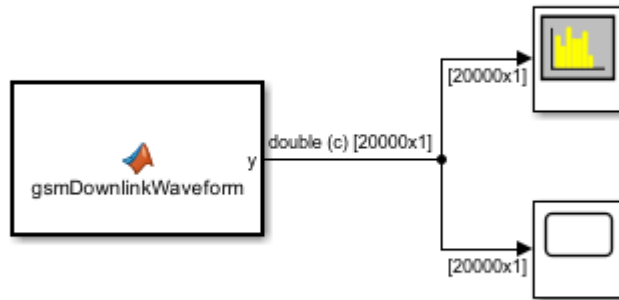 [20000x1]
double (c) [20000x1]
y
gsmDownlinkWaveform
[20000x1]